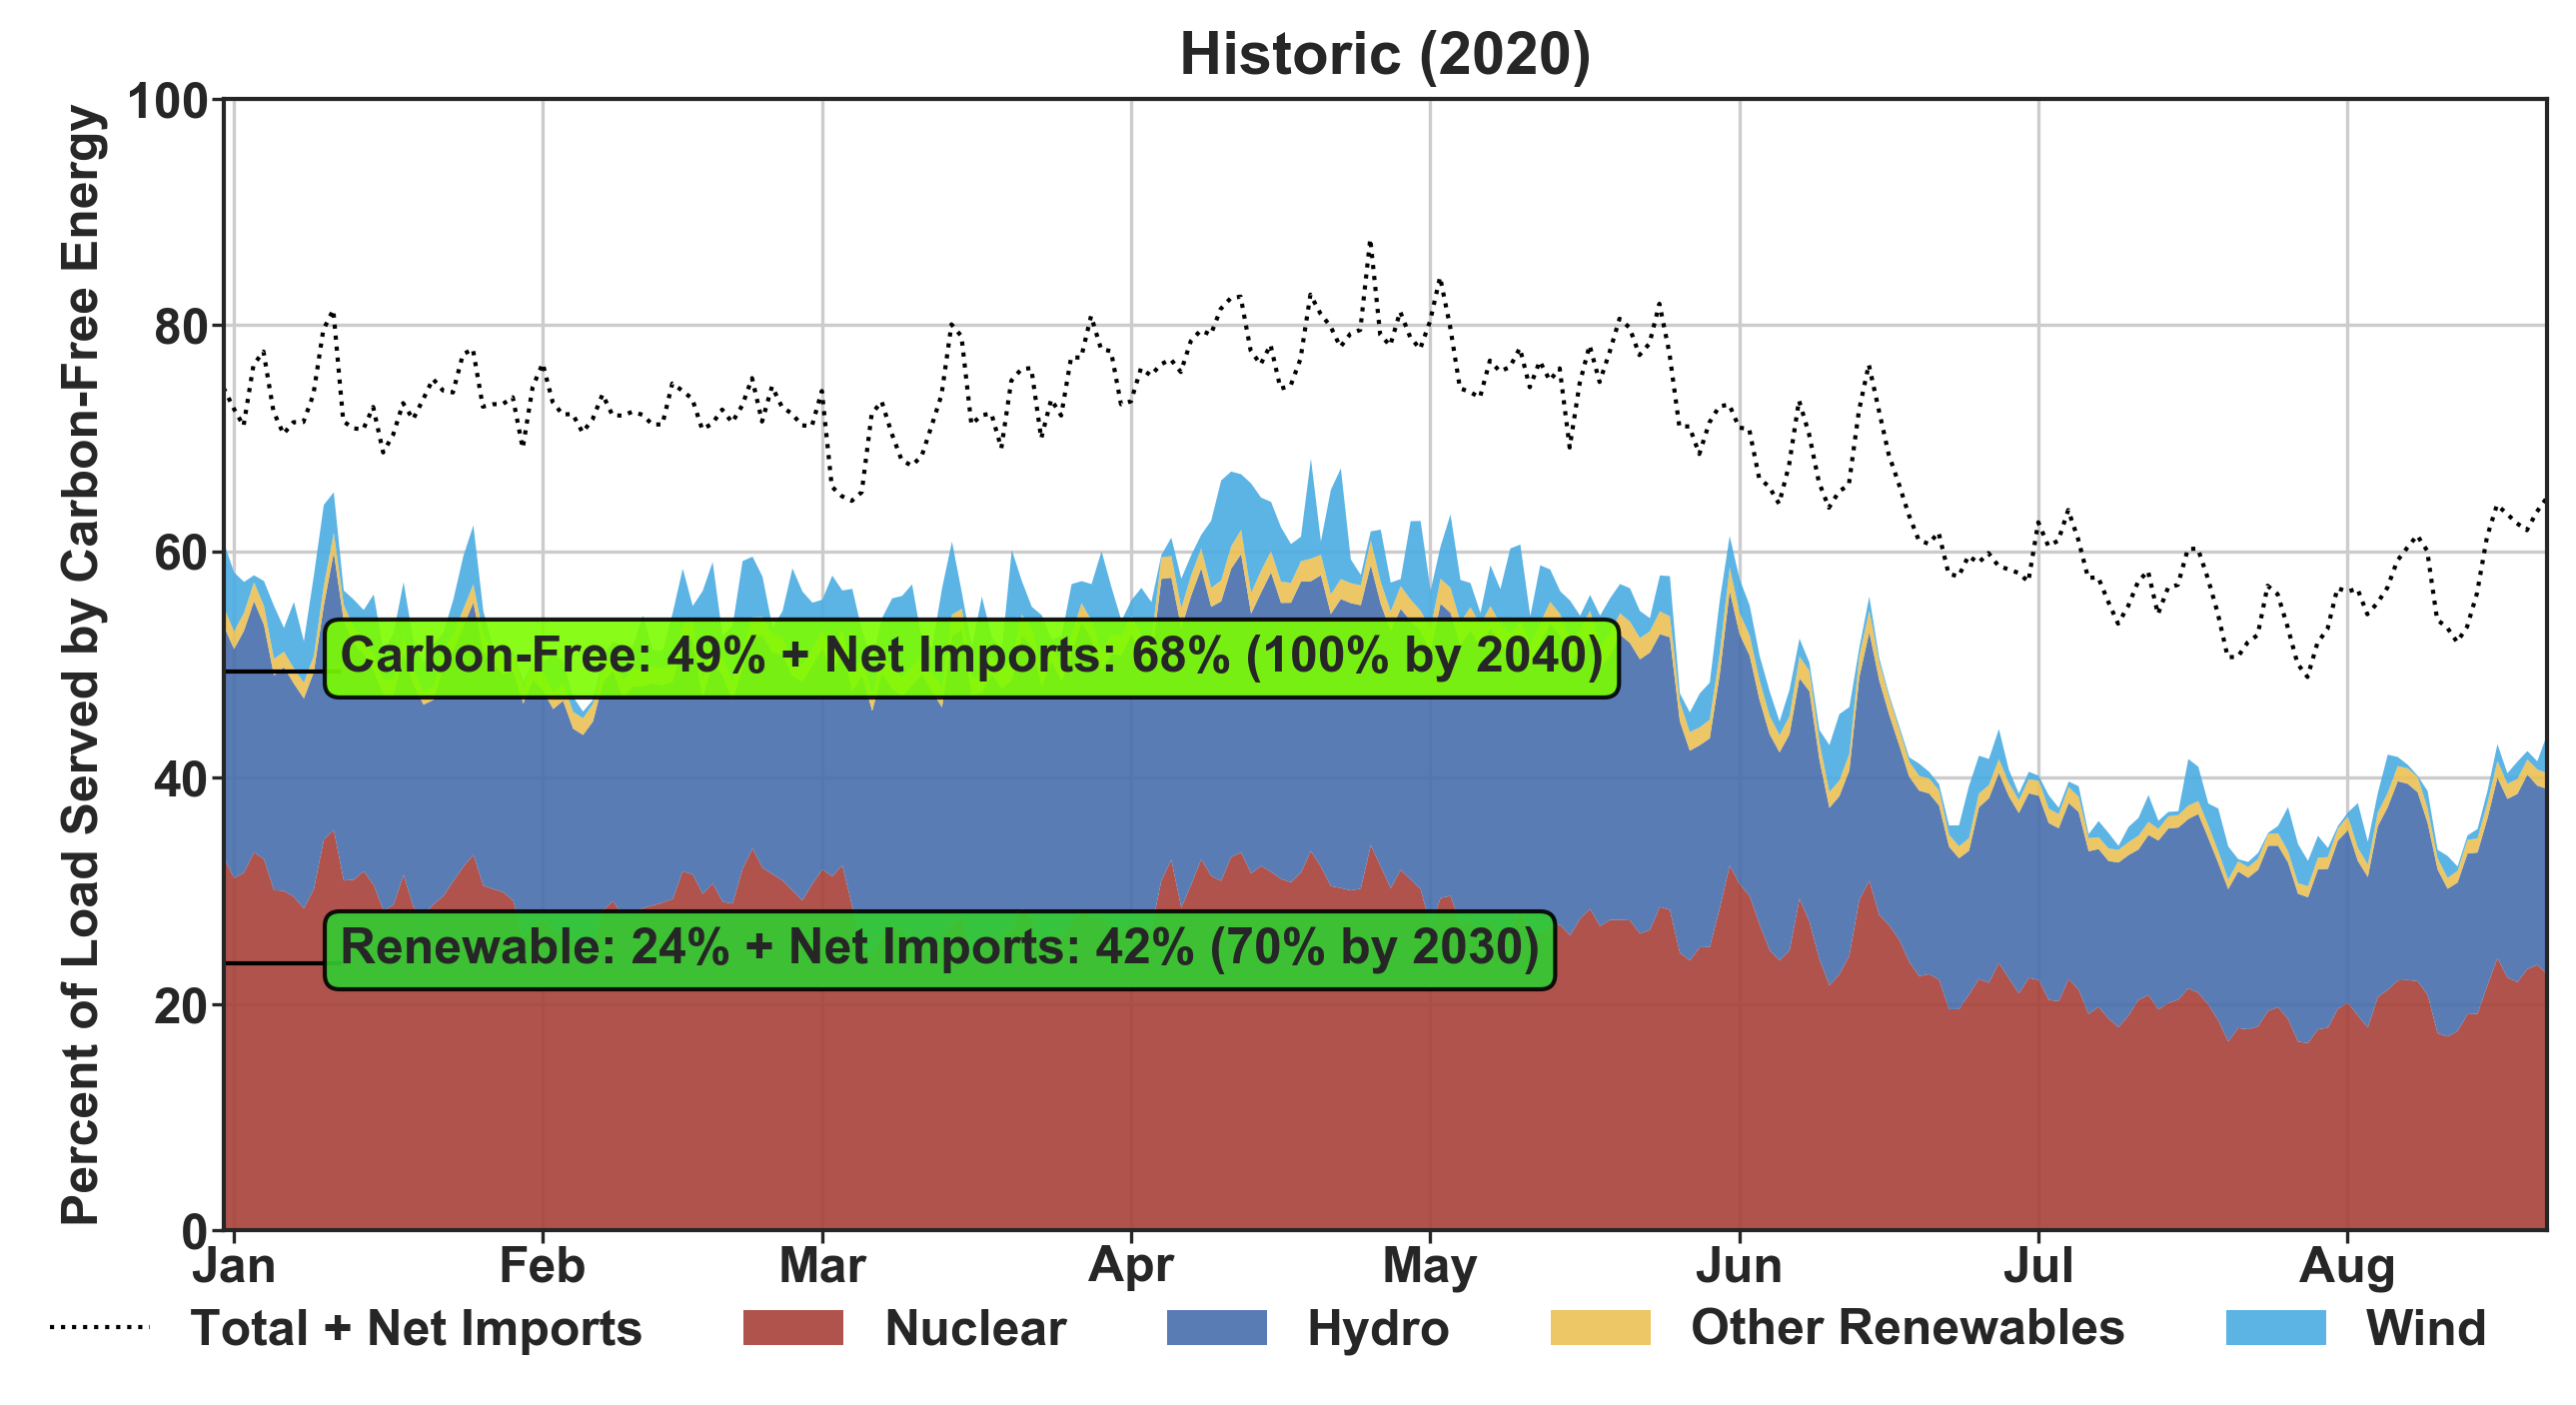 Historic (2020)
Percent of Load Served by Carbon-Free Energy
100
80
60
40
20
0
Carbon-Free: 49% + Net Imports: 68% (100% by 2040)
Renewable: 24% + Net Imports: 42% (70% by 2030)
Jan Feb Mar Apr May Jun Jul Aug
Total + Net Imports Nuclear Hydro Other Renewables Wind